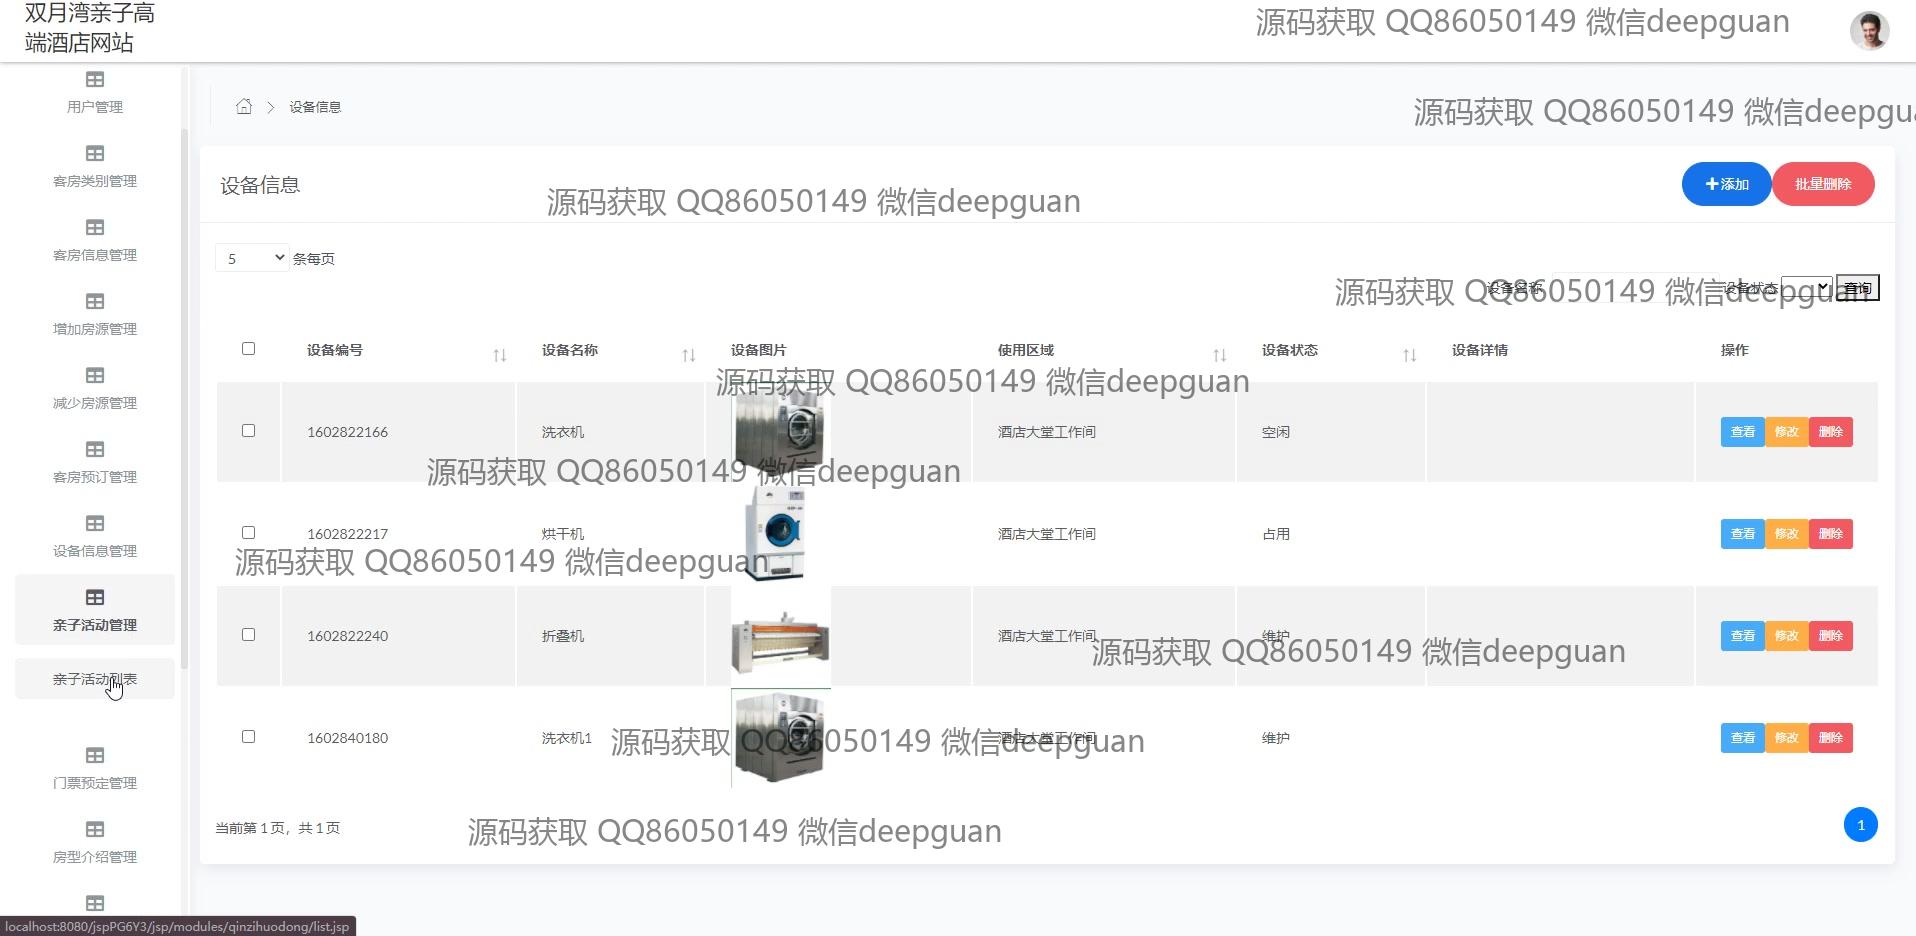 双月湾亲子高
端酒店网站
源码获取 QQ86050149 微信deepguan
用户管理
客房类别管理
客房信息管理
增加房源管理
减少房源管理
客房预订管理
设备信息管理
亲子活动管理
亲子活动列表
门票预定管理
房型介绍管理
设备信息
源码获取 QQ86050149 微信deepgua
设备信息
添加
批量删除
源码获取 QQ86050149 微信deepguan
5 条每页
设备名称 设备状态 查询
源码获取 QQ86050149 微信deepguan
设备编号 设备名称 设备图片 使用区域 设备状态 设备详情 操作
源码获取 QQ86050149 微信deepguan
1602822166 洗衣机 酒店大堂工作间 空闲 查看 修改 删除
源码获取 QQ86050149 微信deepguan
1602822217 烘干机 酒店大堂工作间 占用 查看 修改 删除
源码获取 QQ86050149 微信deepguan
1602822240 折叠机 酒店大堂工作间 维护 查看 修改 删除
源码获取 QQ86050149 微信deepguan
1602840180 洗衣机1 酒店大堂工作间 维护 查看 修改 删除
源码获取 QQ86050149 微信deepguan
当前第 1 页，共 1 页
源码获取 QQ86050149 微信deepguan
1
localhost:8080/jspPG6Y3/jsp/modules/qinzihuodong/list.jsp